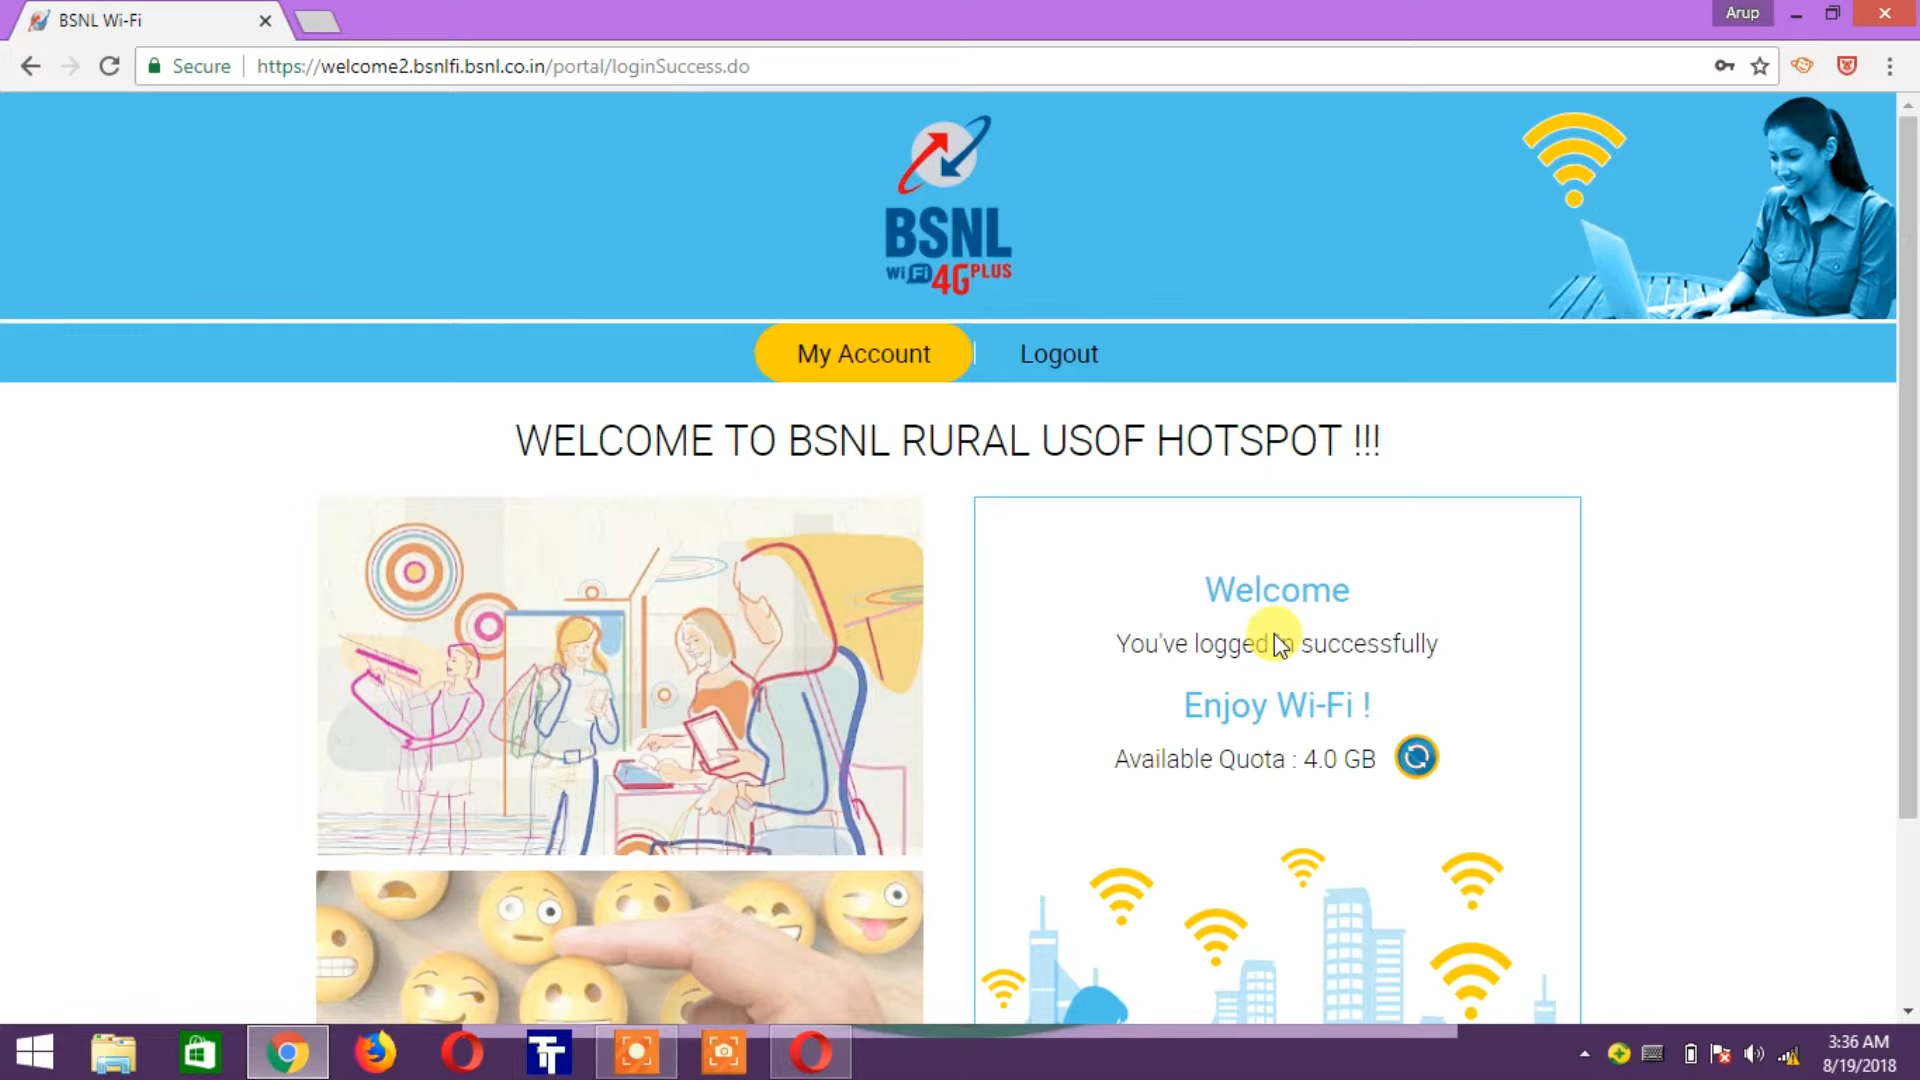 BSNL Wi-Fi
Arup
Secure
https://welcome2.bsnlfi.bsnl.co.in/portal/loginSuccess.do
BSNL
Wi Fi 4G PLUS
My Account
Logout
WELCOME TO BSNL RURAL USOF HOTSPOT !!!
Welcome
You've logged in successfully
Enjoy Wi-Fi !
Available Quota : 4.0 GB
3:36 AM
8/19/2018